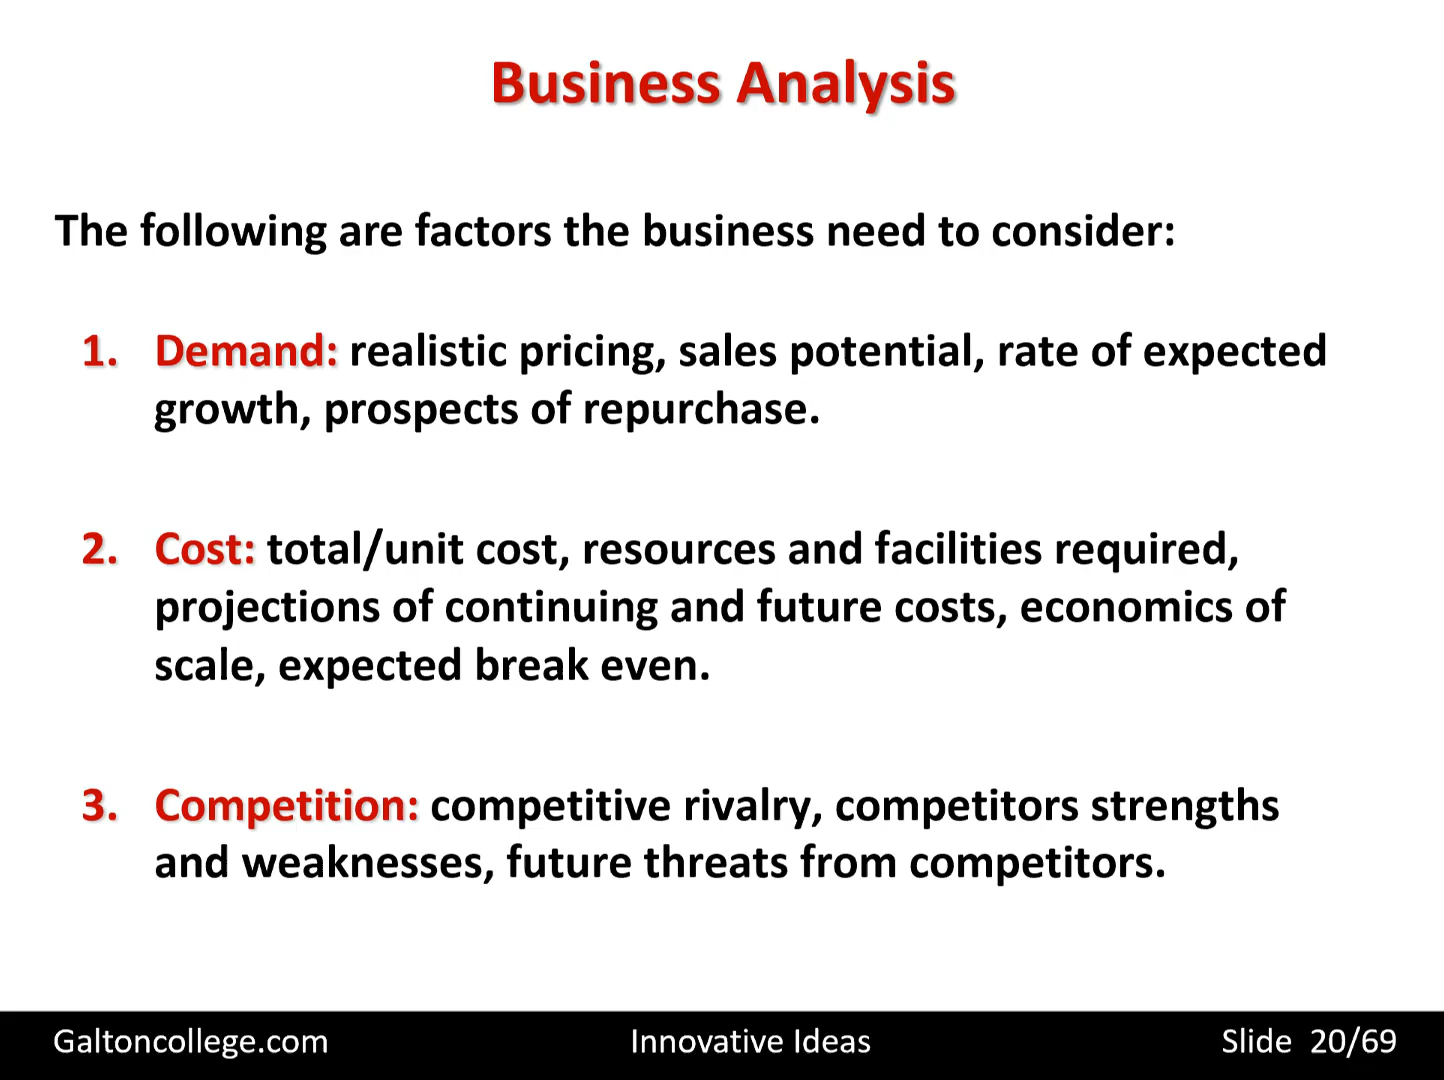 Business Analysis
The following are factors the business need to consider:
1. Demand: realistic pricing, sales potential, rate of expected
growth, prospects of repurchase.
2. Cost: total/unit cost, resources and facilities required,
projections of continuing and future costs, economics of
scale, expected break even.
3. Competition: competitive rivalry, competitors strengths
and weaknesses, future threats from competitors.
Galtoncollege.com Innovative Ideas Slide 20/69